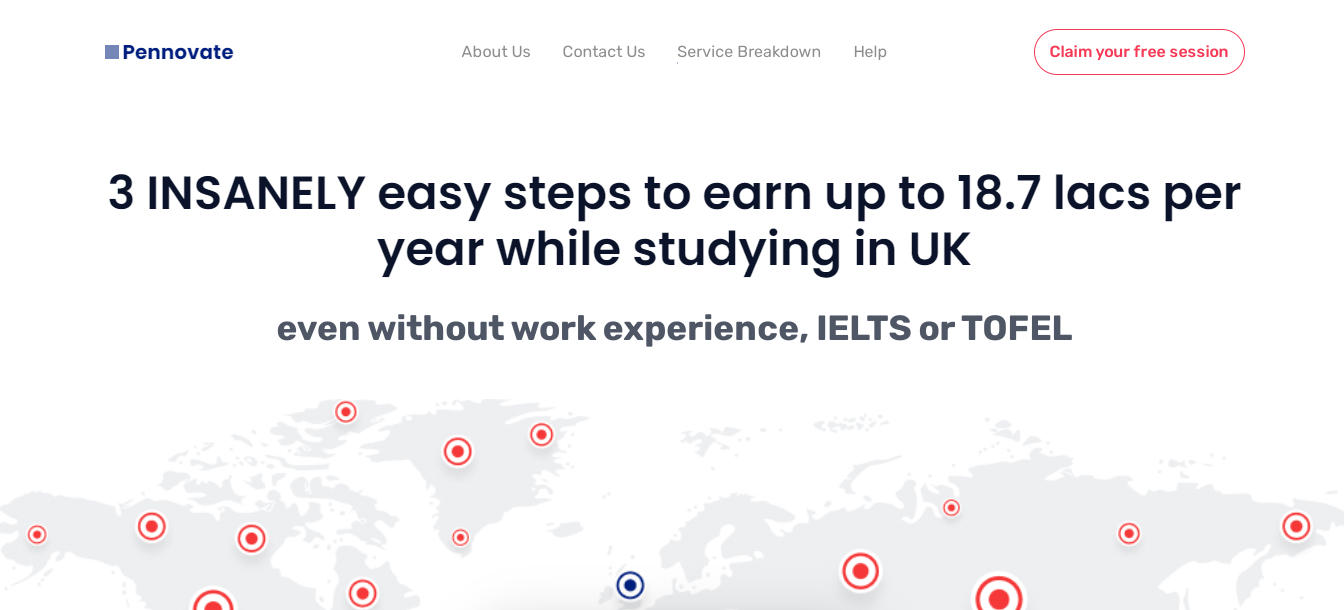 Pennovate
About Us
Contact Us
Service Breakdown
Help
Claim your free session
3 INSANELY easy steps to earn up to 18.7 lacs per
year while studying in UK
even without work experience, IELTS or TOFEL